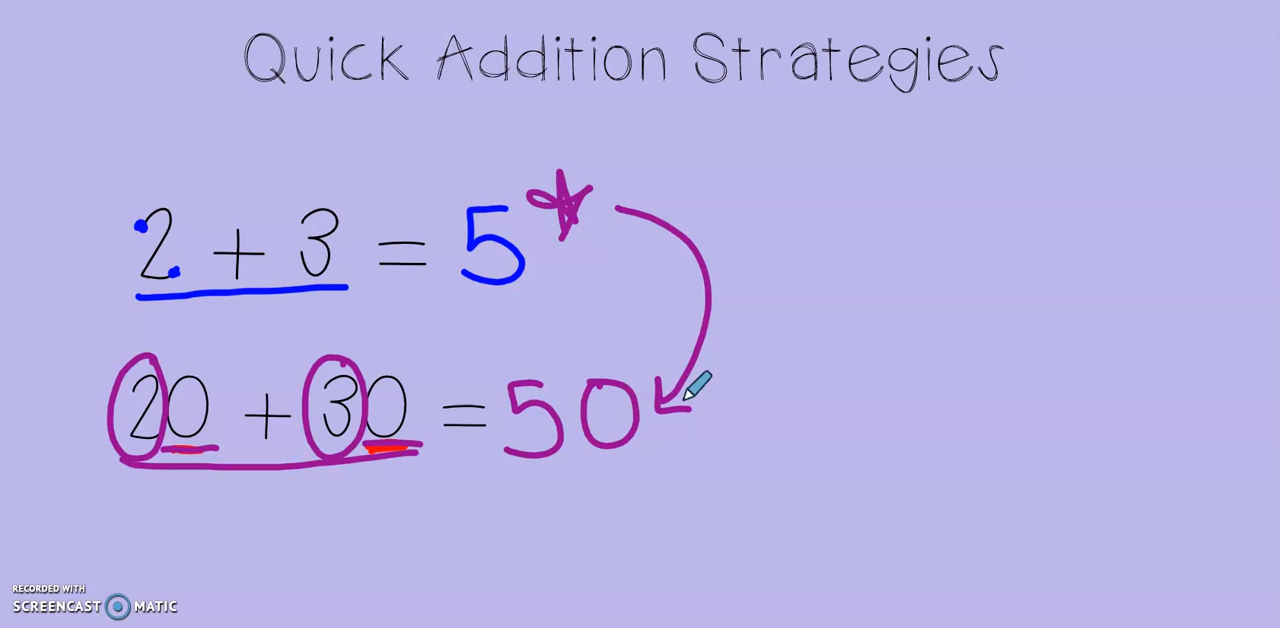 Quick Addition Strategies
2 + 3 = 5
20 + 30 = 50
RECORDED WITH
SCREENCAST MATIC